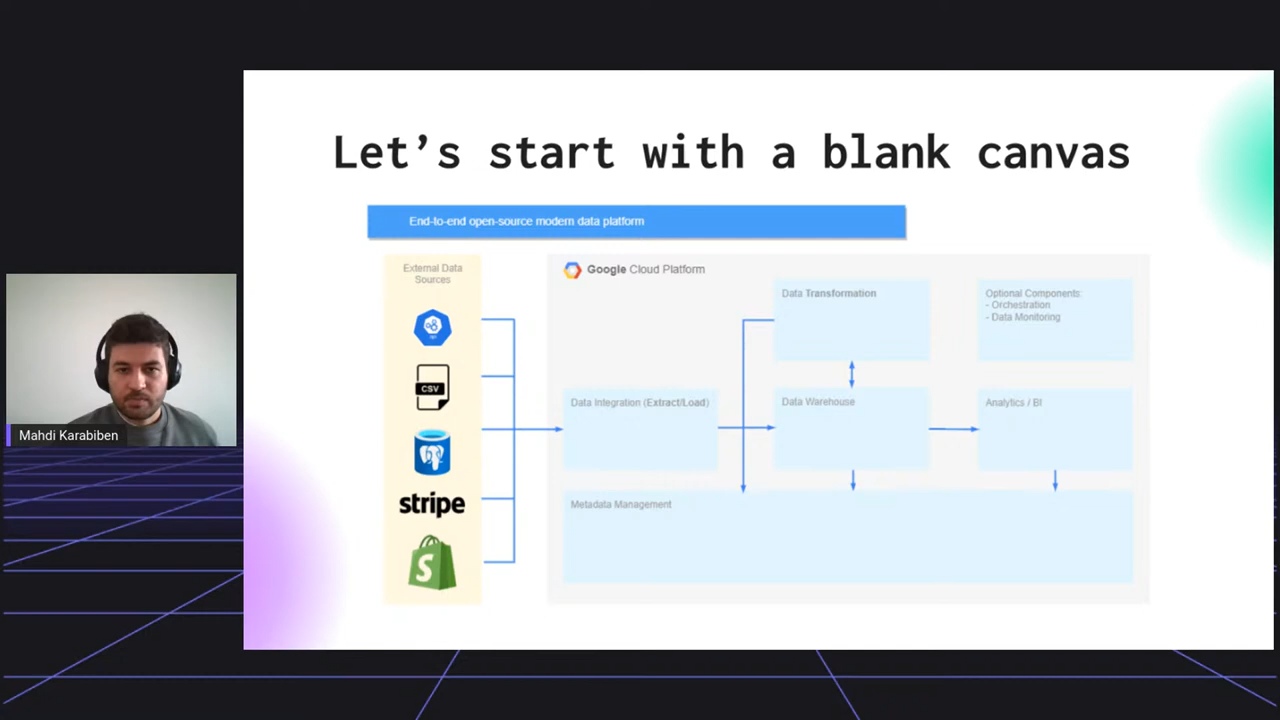 Let's start with a blank canvas
End-to-end open-source modern data platform
External Data
Sources
CSV
stripe
S
Google Cloud Platform
Data Transformation
Optional Components:
- Orchestration
- Data Monitoring
Data Integration (Extract/Load)
Data Warehouse
Analytics / BI
Metadata Management
Mahdi Karabiben